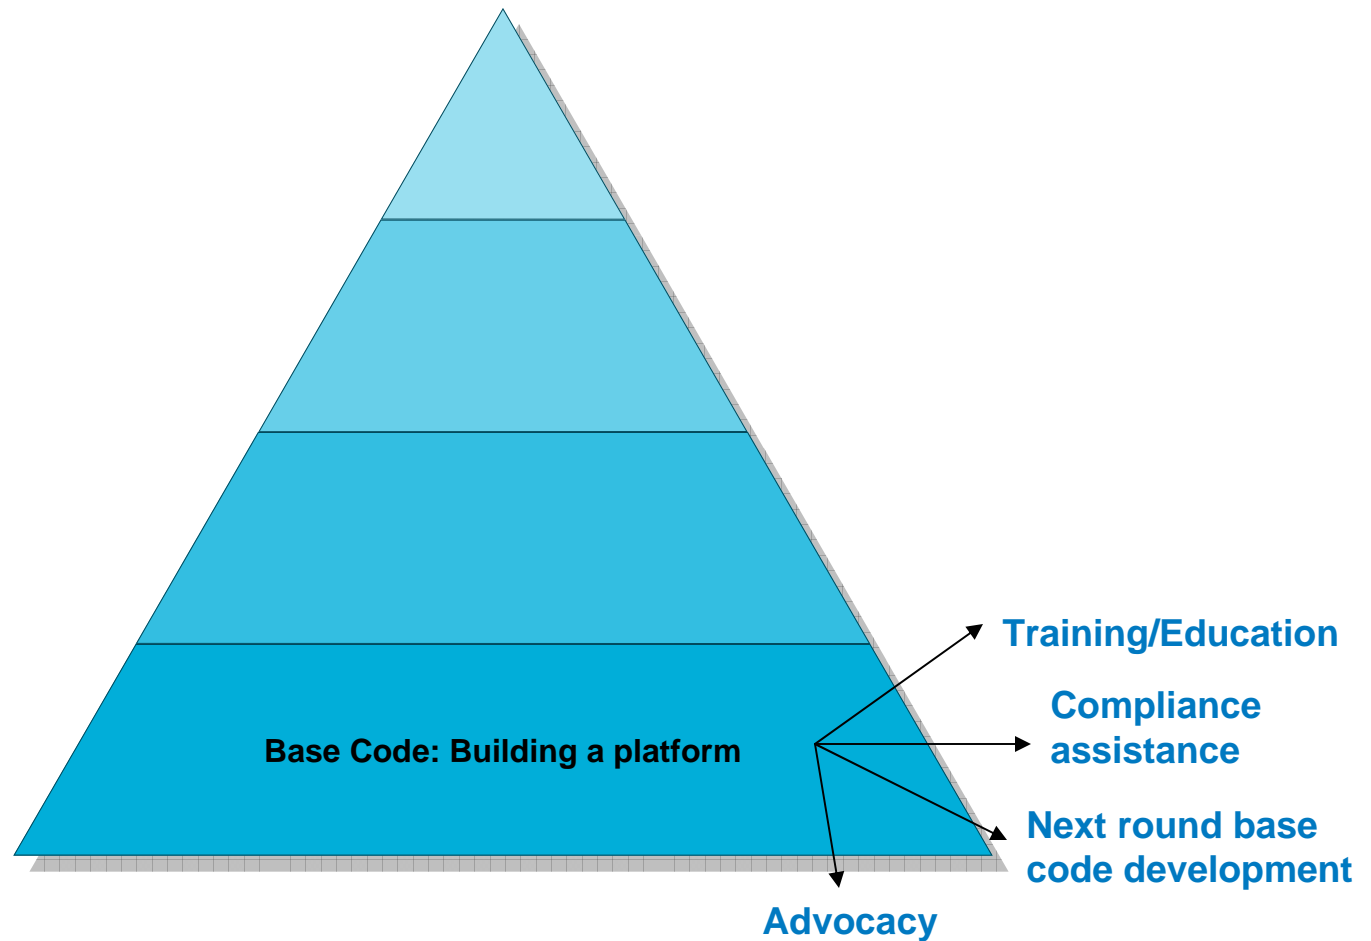 Training/Education
Compliance
assistance
Base Code: Building a platform
Next round base
code development
Advocacy